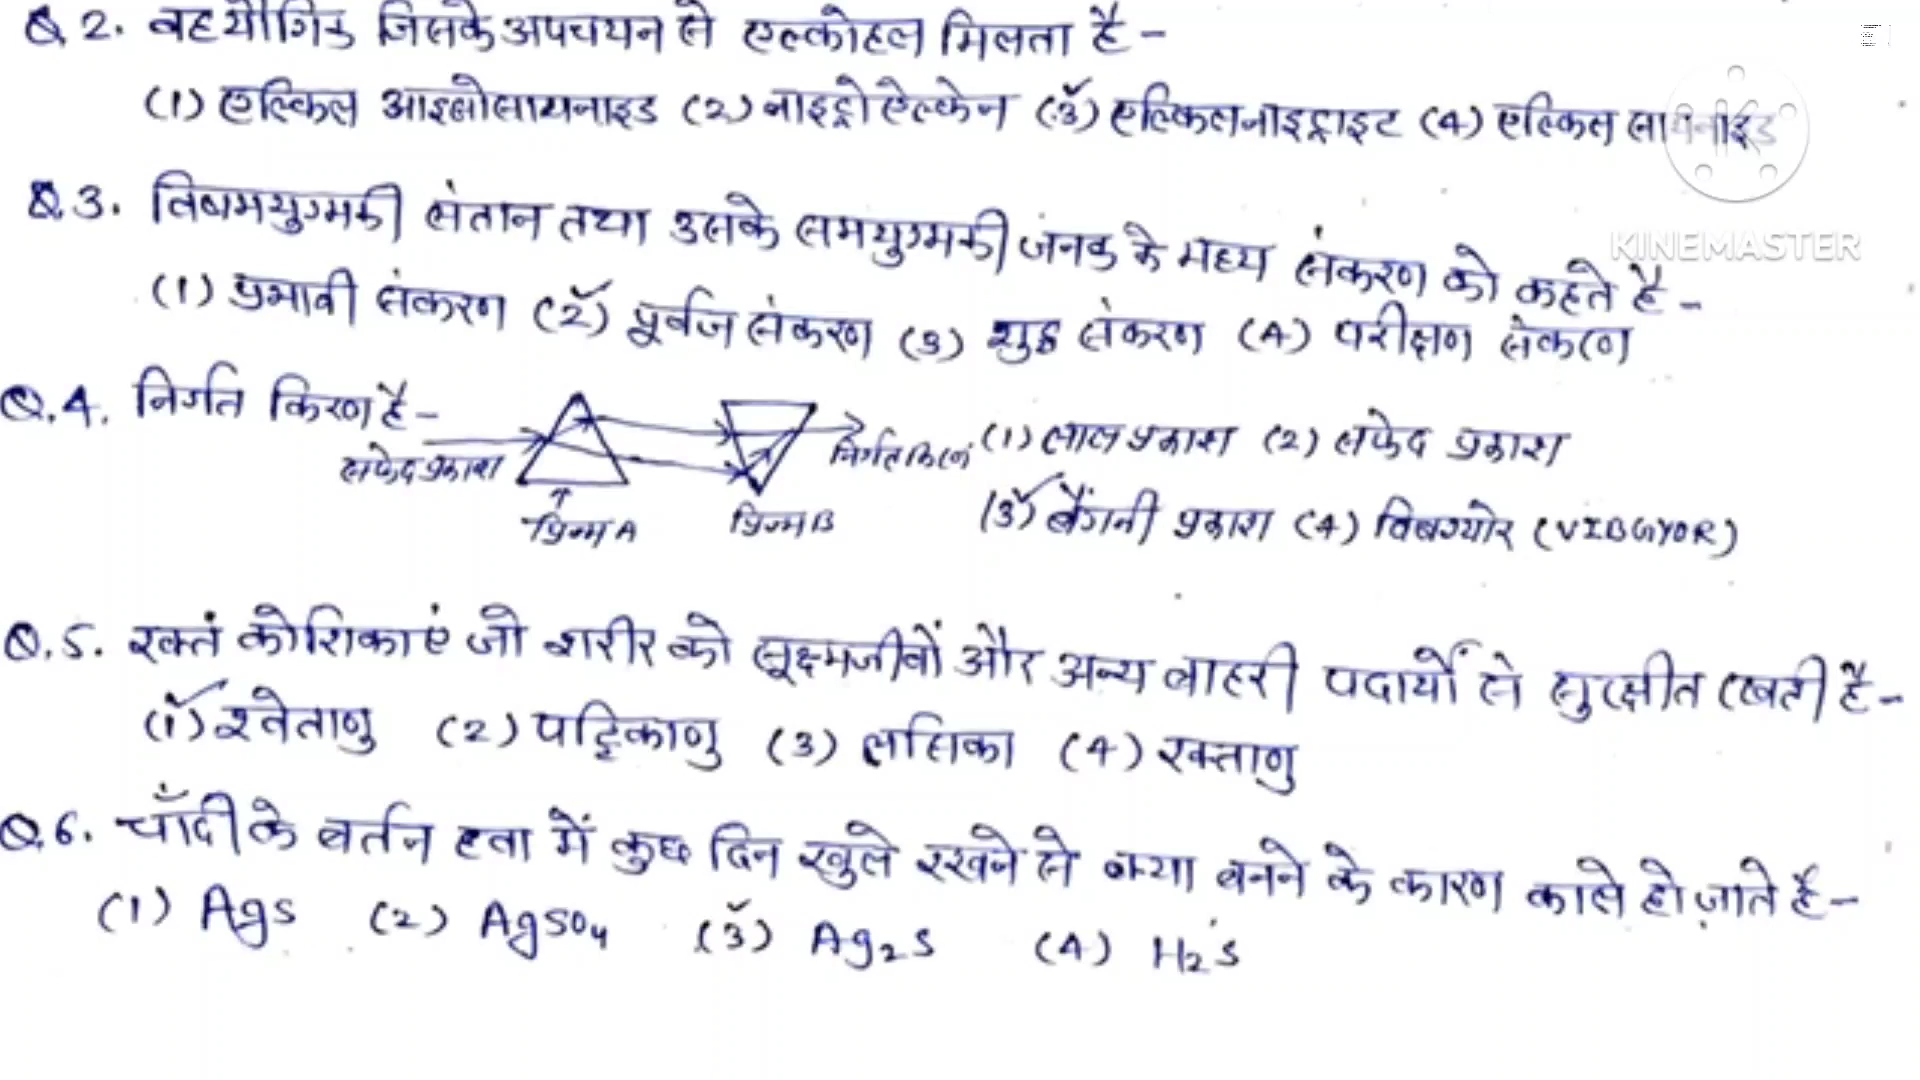 Q.2. वह यौगिक जिसके अपचयन से एल्कोहल मिलता है -
(1) एल्किल आइसोसायनाइड (2) नाइट्रोऐल्केन (3) एल्किलनाइट्राइट (4) एल्किल सायनाइड
Q.3. विषमयुग्मकी संतान तथा उसके समयुग्मकी जनक के मध्य संकरण को कहते है -
(1) प्रभावी संकरण (2) पूर्वज संकरण (3) शुद्ध संकरण (4) परीक्षण संकरण
KINEMASTER
Q.4. निर्गत किरण है -
सफेद प्रकाश
प्रिज्म A
प्रिज्म B
निर्गत किरणे
(1) लाल प्रकाश (2) सफेद प्रकाश
(3) बैंगनी प्रकाश (4) विबग्योर (VIBGYOR)
Q.5. रक्तं कोशिकाएं जो शरीर को सूक्ष्मजीवों और अन्य बाहरी पदार्थों से सुरक्षीत रखती है -
(1) श्वेताणु (2) पट्टिकाणु (3) लसिका (4) रक्ताणु
Q.6. चाँदी के बर्तन हवा में कुछ दिन खुले रखने से क्या बनने के कारण काले हो जाते है -
(1) AgS (2) AgSO4 (3) Ag2S (4) H2S